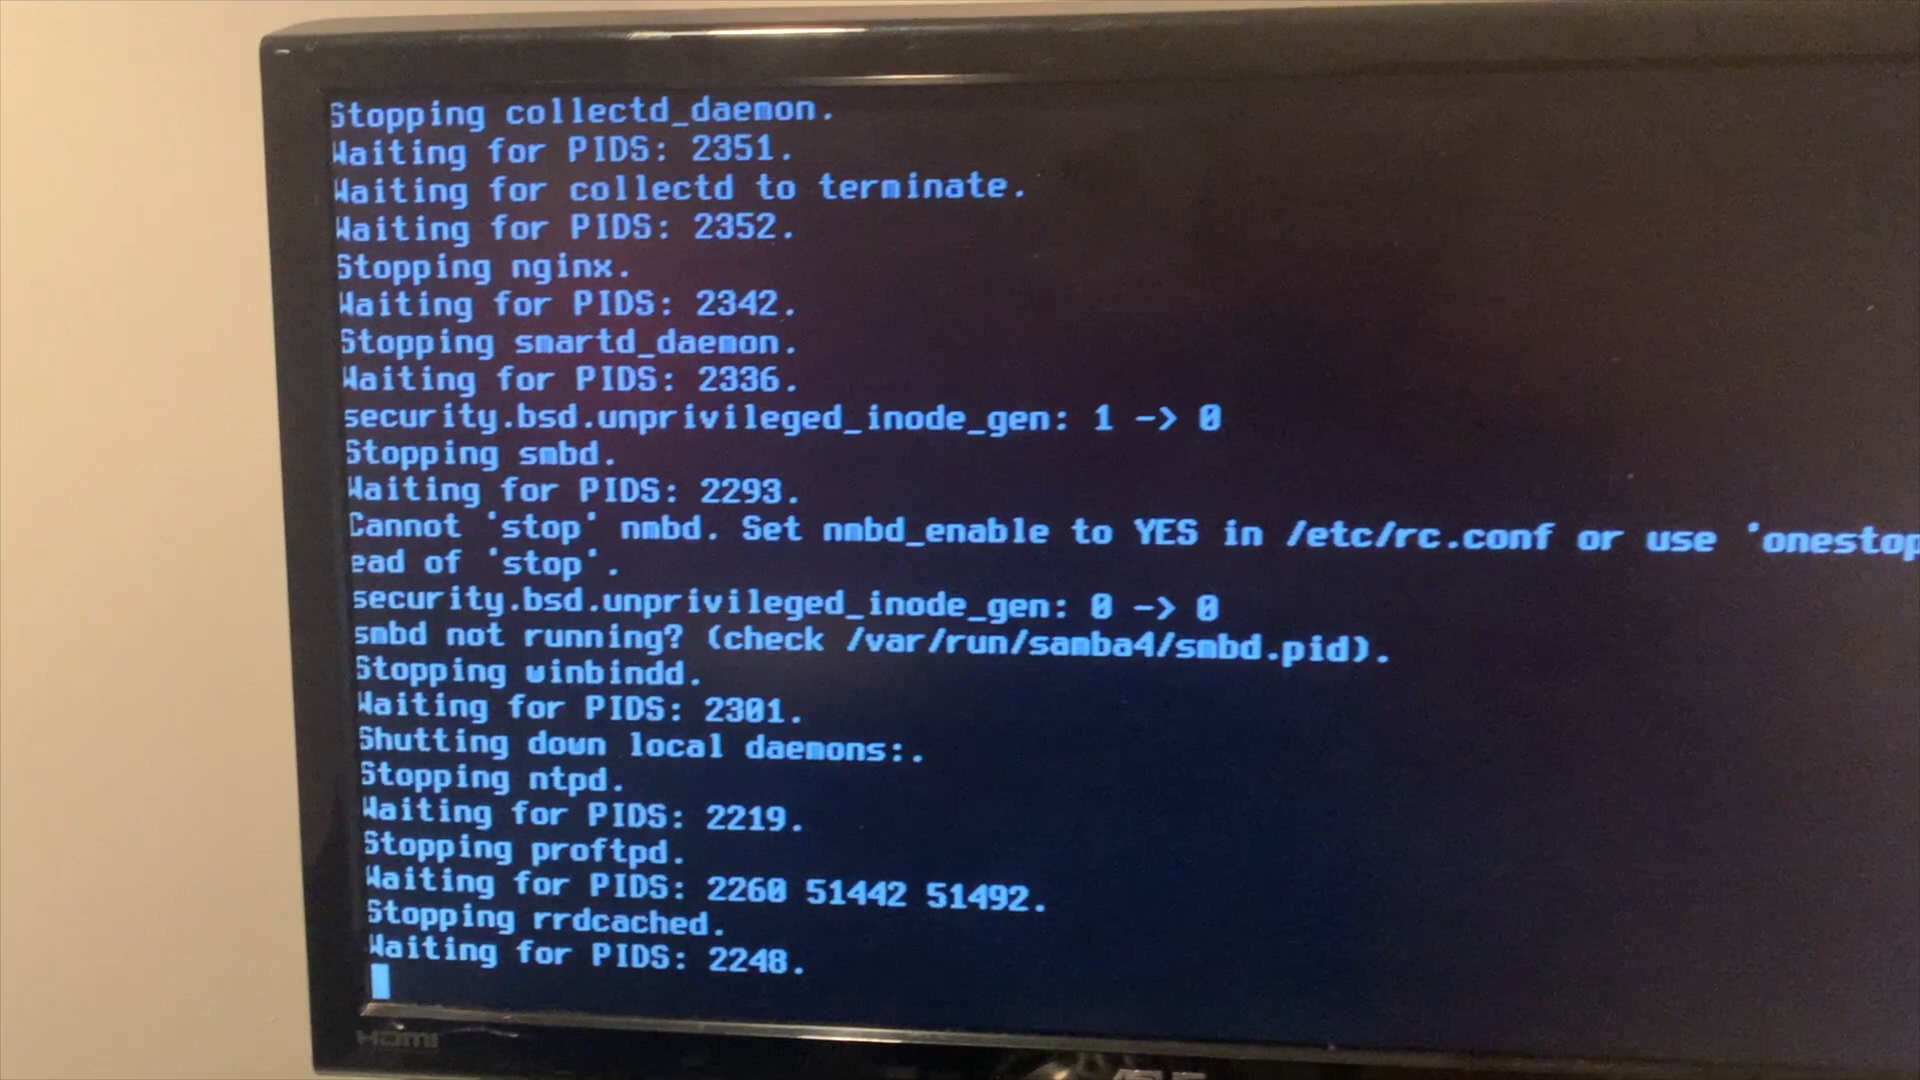 Stopping collectd_daemon.
Waiting for PIDS: 2351.
Waiting for collectd to terminate.
Waiting for PIDS: 2352.
Stopping nginx.
Waiting for PIDS: 2342.
Stopping smartd_daemon.
Waiting for PIDS: 2336.
security.bsd.unprivileged_inode_gen: 1 -> 0
Stopping smbd.
Waiting for PIDS: 2293.
Cannot 'stop' nmbd. Set nmbd_enable to YES in /etc/rc.conf or use 'onestop
ead of 'stop'.
security.bsd.unprivileged_inode_gen: 0 -> 0
smbd not running? (check /var/run/samba4/smbd.pid).
Stopping winbindd.
Waiting for PIDS: 2301.
Shutting down local daemons:.
Stopping ntpd.
Waiting for PIDS: 2219.
Stopping proftpd.
Waiting for PIDS: 2260 51442 51492.
Stopping rrdcached.
Waiting for PIDS: 2248.
HDMI